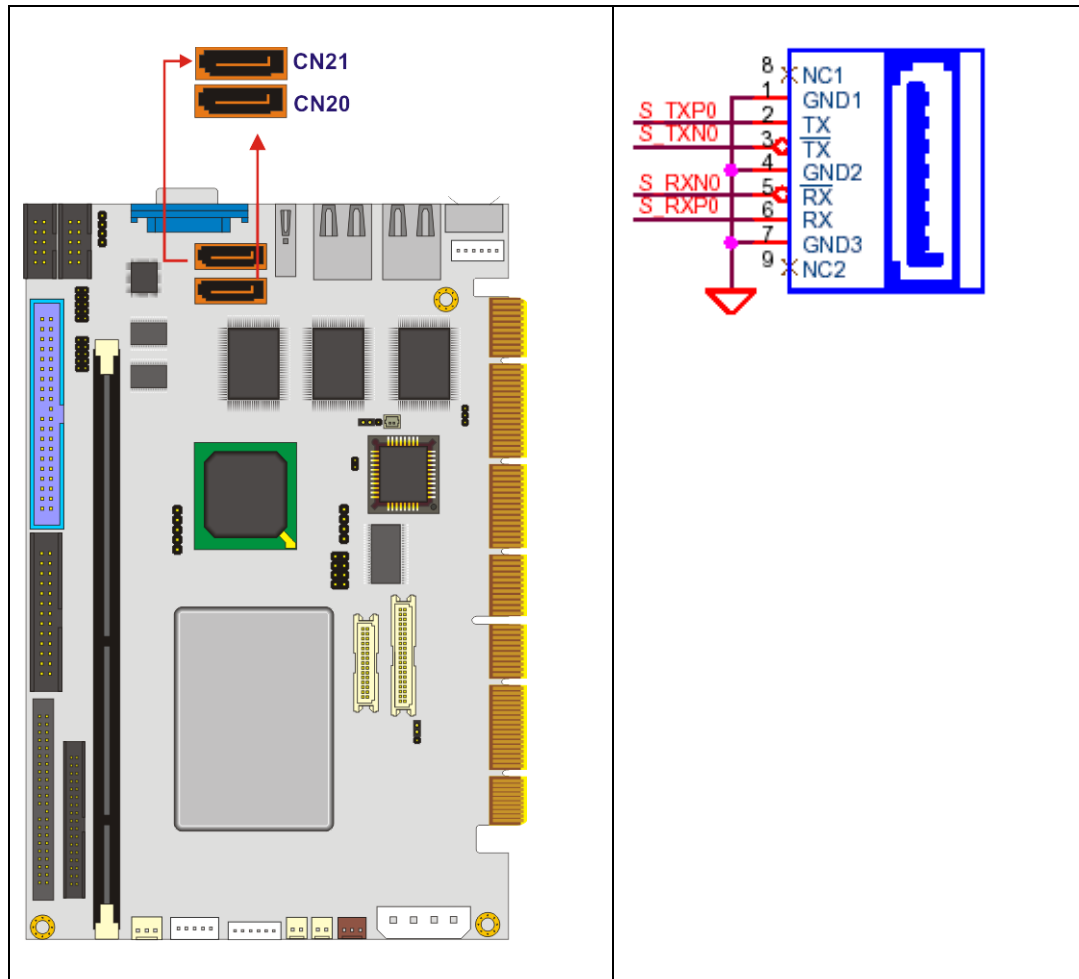 CN21
CN20
8 NC1
1 GND1
S_TXP0 2 TX
S_TXN0 3 TX
4 GND2
S_RXN0 5 RX
S_RXP0 6 RX
7 GND3
9 NC2